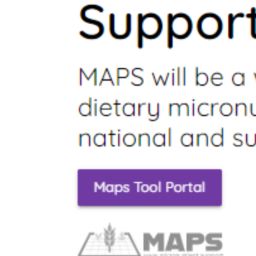 Support
MAPS will be a
dietary micronu
national and su
Maps Tool Portal
MAPS